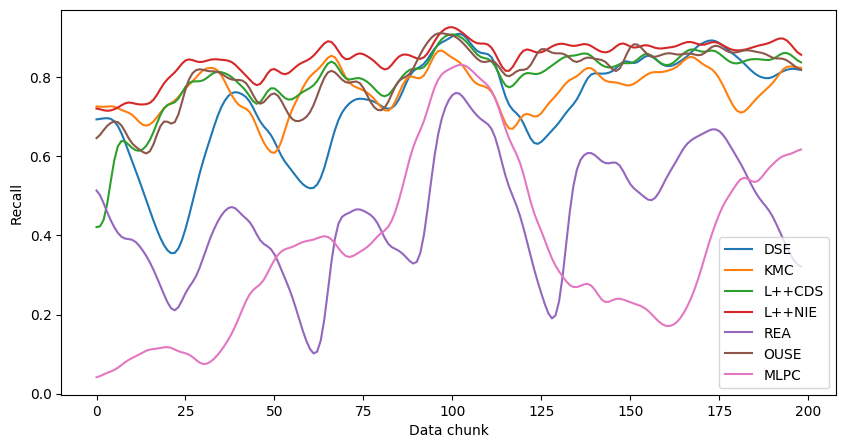 Recall
0.8
0.6
0.4
0.2
0.0
0
25
50
75
100
125
150
175
200
Data chunk
DSE
KMC
L++CDS
L++NIE
REA
OUSE
MLPC